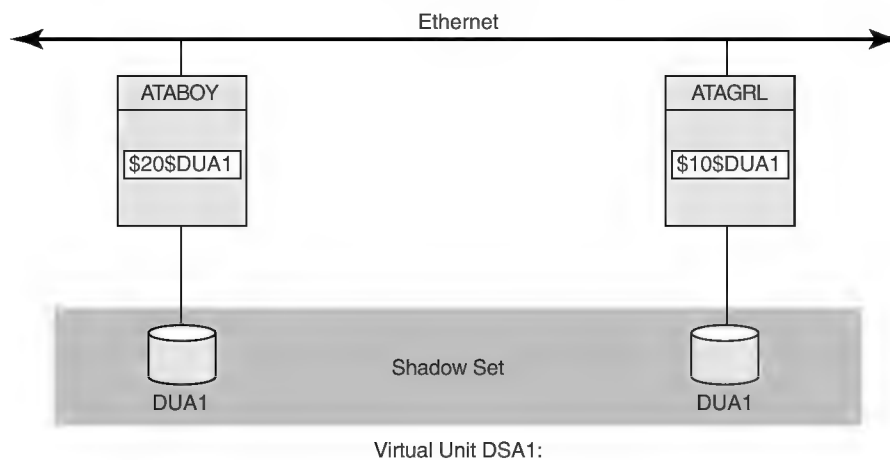 Ethernet
ATABOY
ATAGRL
$20$DUA1
$10$DUA1
Shadow Set
DUA1
DUA1
Virtual Unit DSA1: